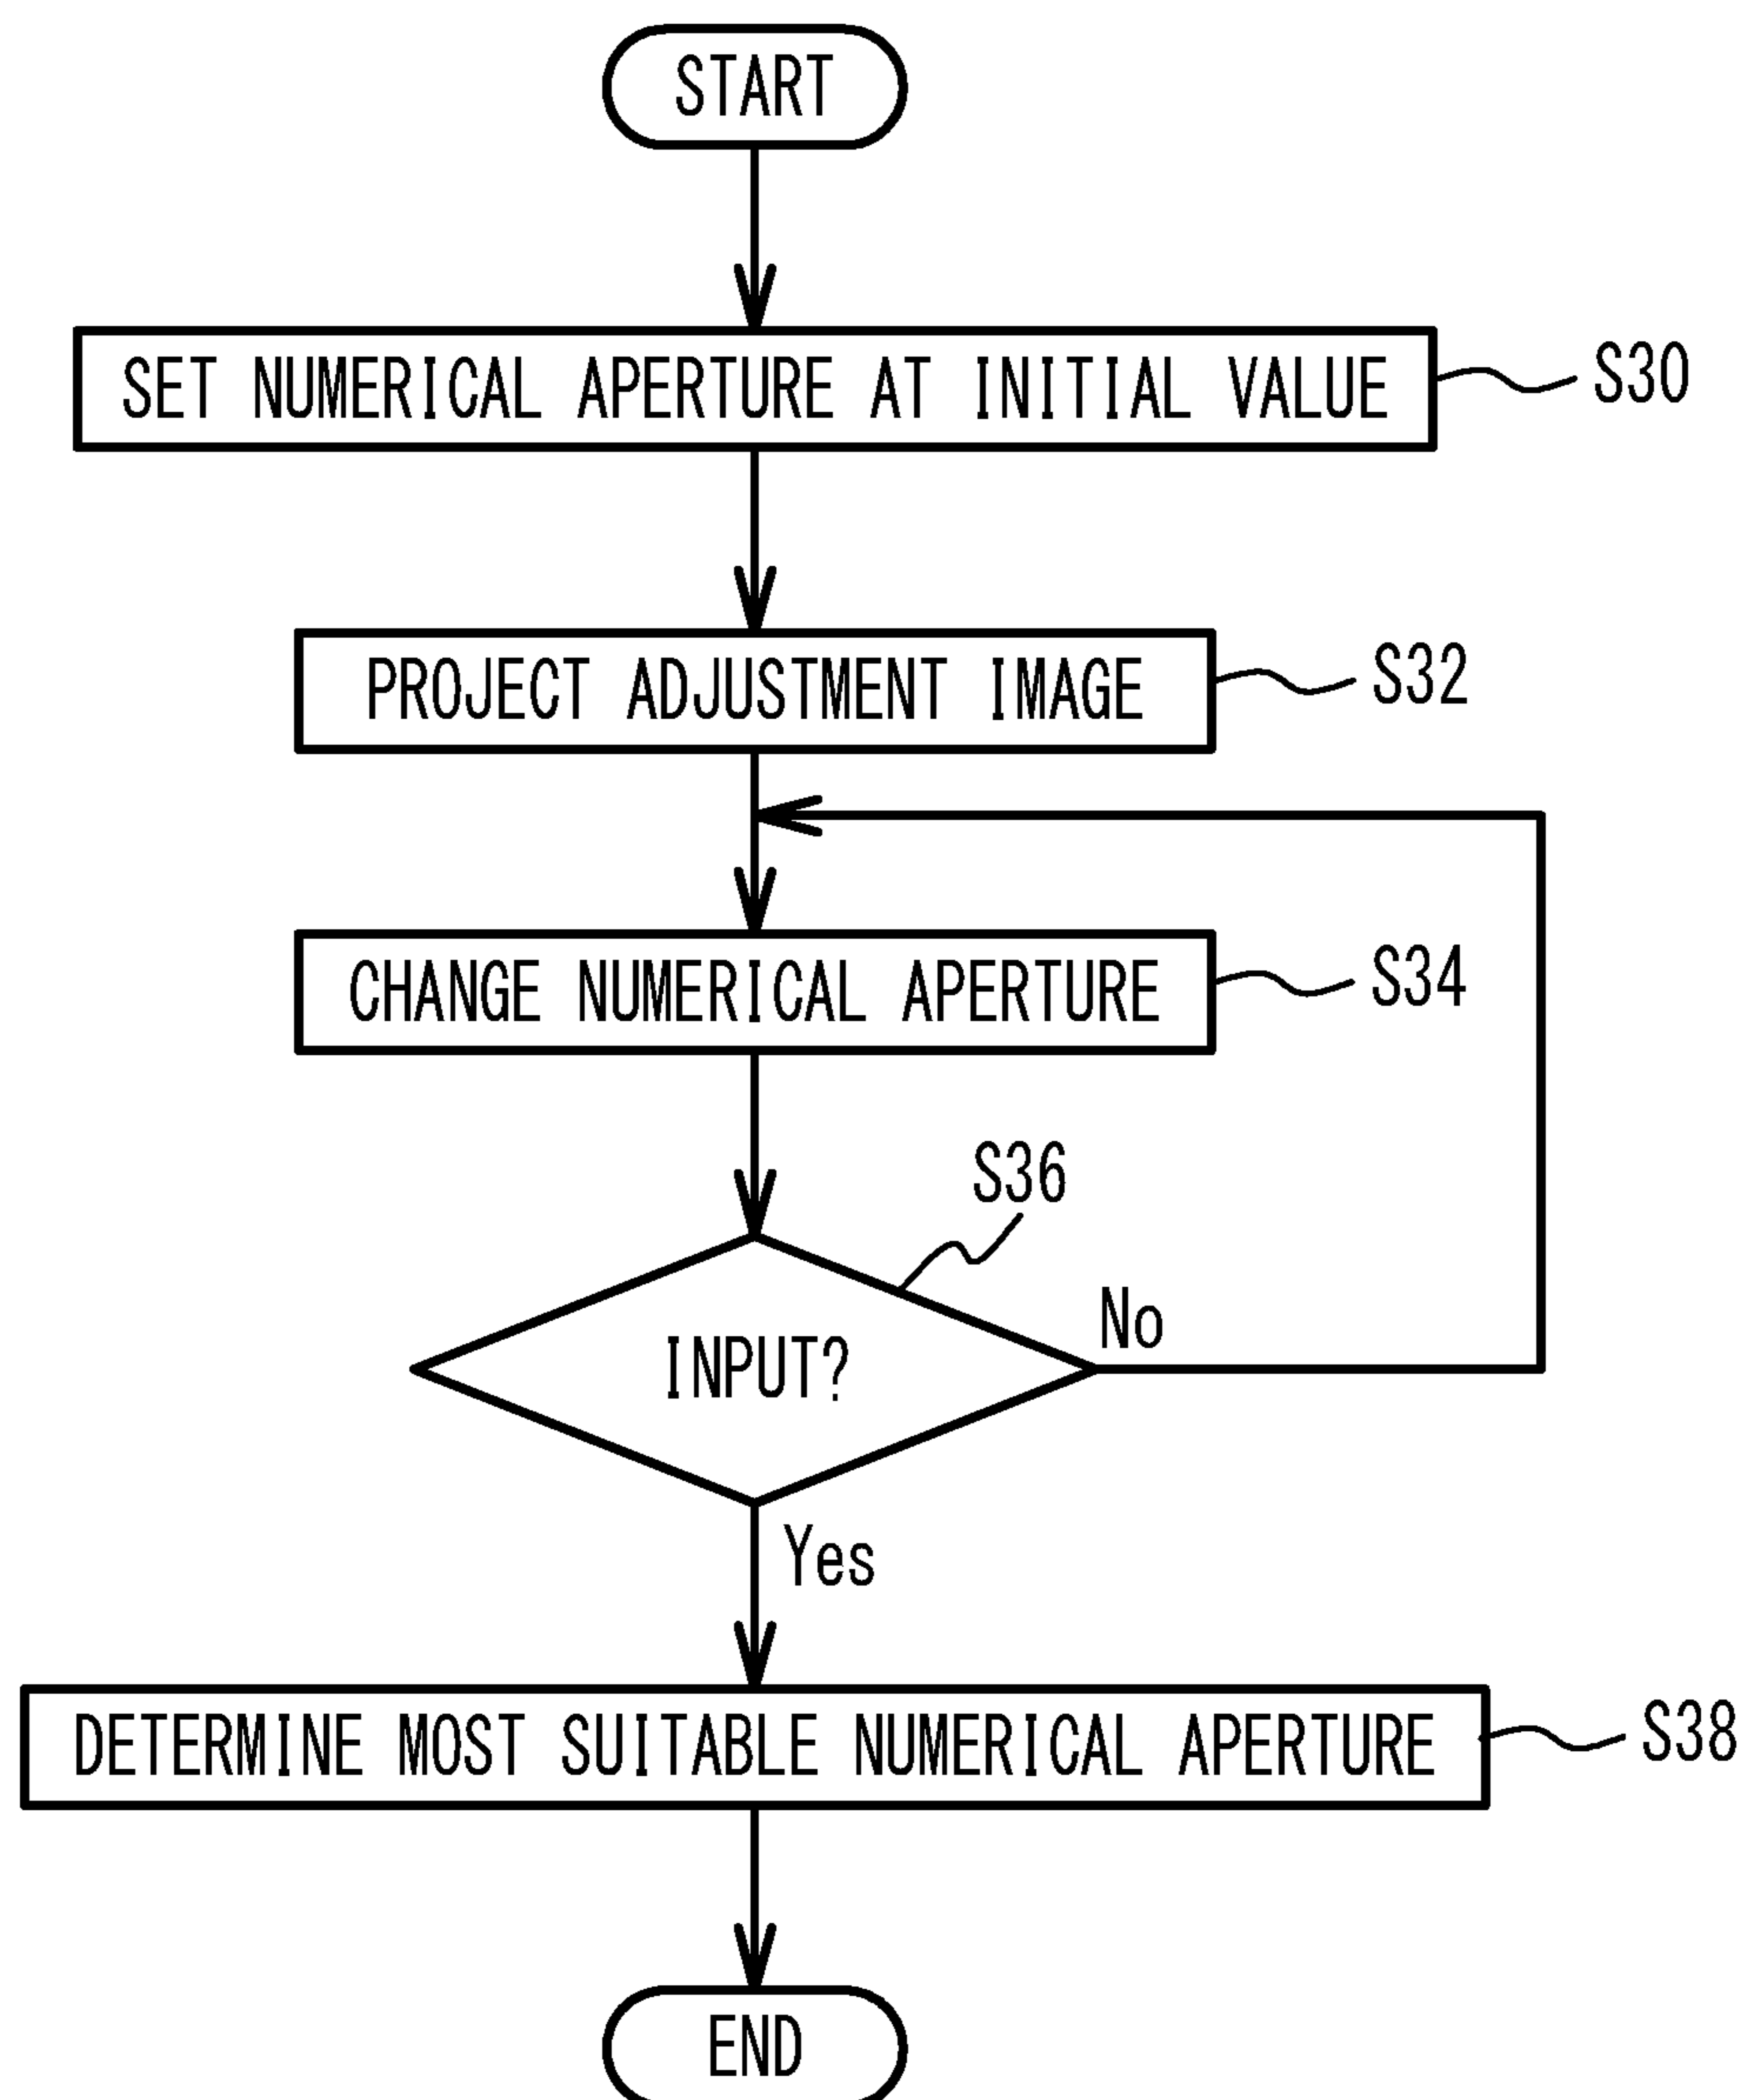 START
SET NUMERICAL APERTURE AT INITIAL VALUE
S30
PROJECT ADJUSTMENT IMAGE
S32
CHANGE NUMERICAL APERTURE
S34
S36
INPUT?
No
Yes
DETERMINE MOST SUITABLE NUMERICAL APERTURE
S38
END